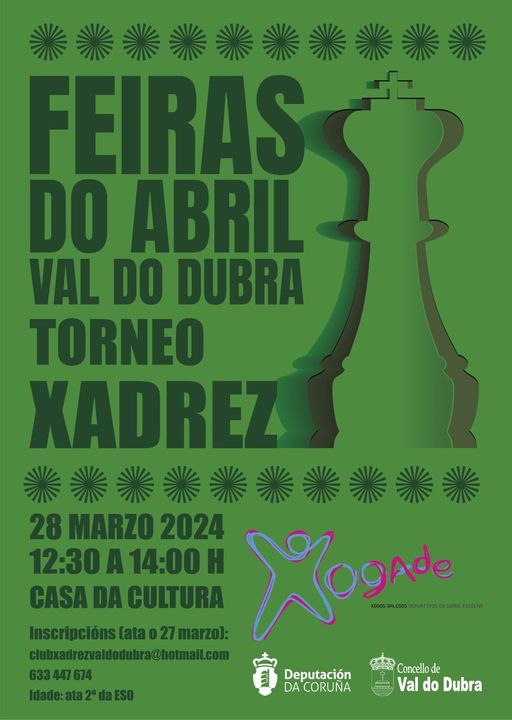 FEIRAS
DO ABRIL
VAL DO DUBRA
TORNEO
XADREZ
28 MARZO 2024
12:30 A 14:00 H
CASA DA CULTURA
Inscripcións (ata o 27 marzo):
clubxadrezvaldodubra@hotmail.com
633 447 674
Idade: ata 2º da ESO
Xogade
XOGOS GALEGOS DEPORTIVOS EN IDADE ESCOLAR
Deputación
DA CORUÑA
Concello de
Val do Dubra